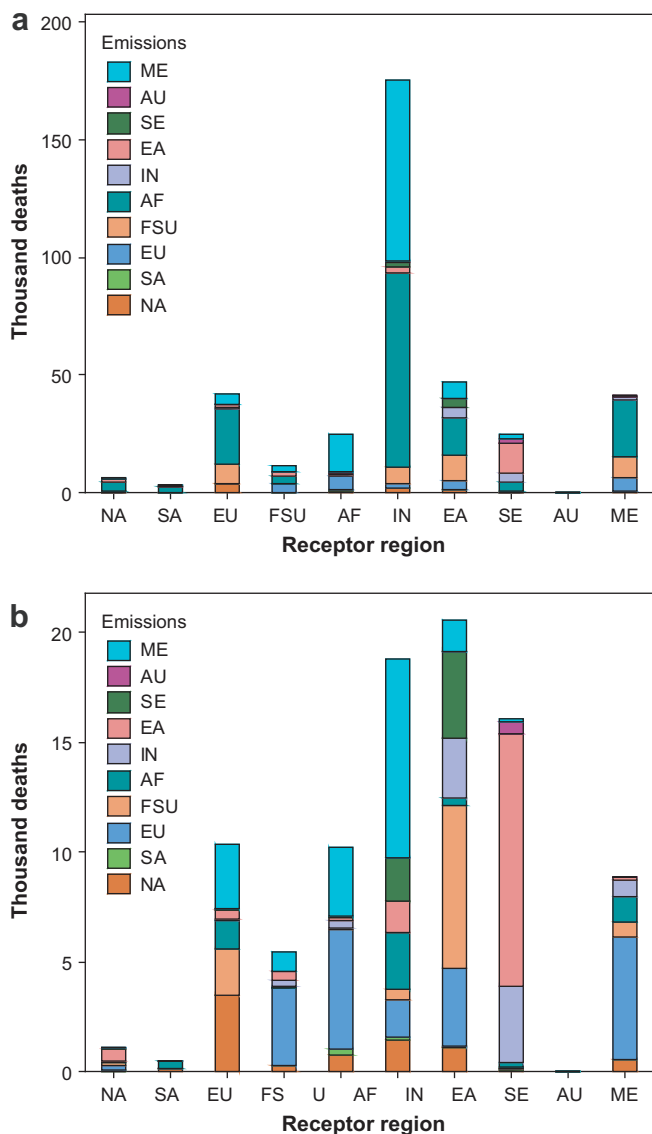 a
200
150
100
50
0
Thousand deaths
Emissions
ME
AU
SE
EA
IN
AF
FSU
EU
SA
NA
NA SA EU FSU AF IN EA SE AU ME
Receptor region
b
20
15
10
5
0
Thousand deaths
Emissions
ME
AU
SE
EA
IN
AF
FSU
EU
SA
NA
NA SA EU FS U AF IN EA SE AU ME
Receptor region